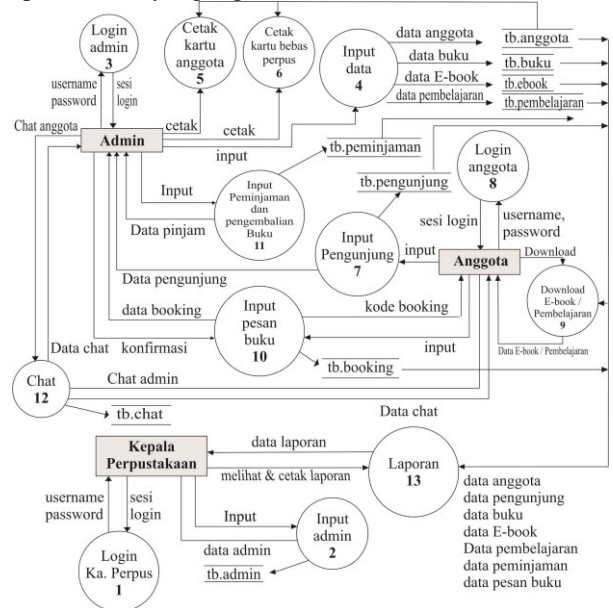 Login
admin
3
Cetak
kartu
anggota
5
Cetak
kartu bebas
perpus
6
Input
data
4
data anggota
data buku
data E-book
data pembelajaran
tb.anggota
tb.buku
tb.ebook
tb.pembelajaran
username
password
sesi
login
Chat anggota
Admin
cetak
cetak
input
tb.peminjaman
tb.pengunjung
Login
anggota
8
Input
Data pinjam
Input
Peminjaman
dan
pengembalian
Buku
11
Input
Pengunjung
7
sesi login
username,
password
input
Anggota
Download
Data pengunjung
data booking
Input
pesan
buku
10
kode booking
Download
E-book /
Pembelajaran
9
Data E-book / Pembelajaran
Data chat
konfirmasi
input
tb.booking
Chat
12
Chat admin
tb.chat
Data chat
Kepala
Perpustakaan
data laporan
melihat & cetak laporan
Laporan
13
username
password
sesi
login
Input
data admin
Input
admin
2
tb.admin
Login
Ka. Perpus
1
data anggota
data pengunjung
data buku
data E-book
Data pembelajaran
data peminjaman
data pesan buku